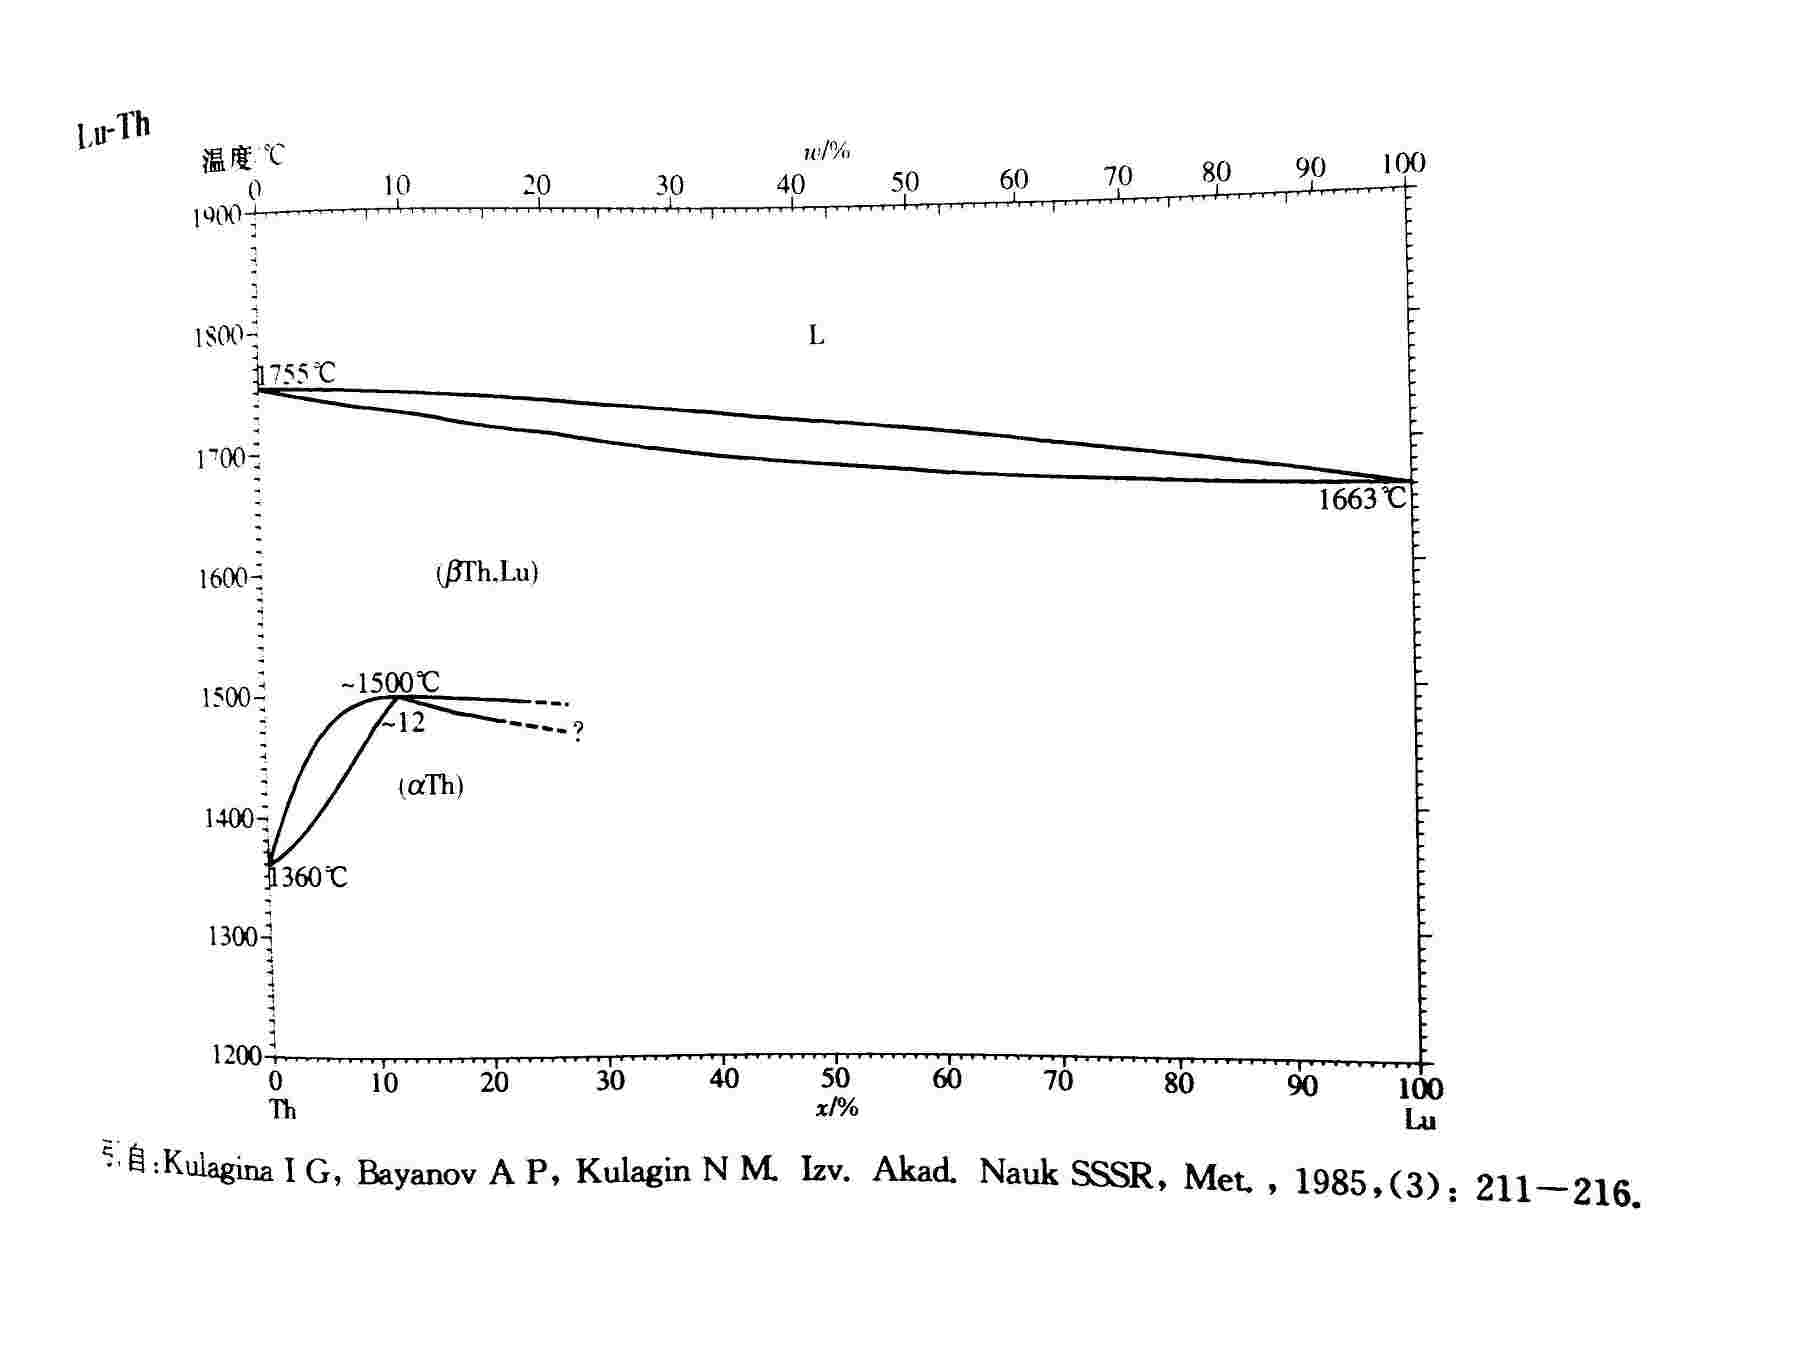 Lu-Th
温度/℃
w/%
0 10 20 30 40 50 60 70 80 90 100
1900
1800
L
1755℃
1700
1663℃
1600
(βTh,Lu)
~1500℃
1500
~12
?
(αTh)
1400
1360℃
1300
1200
0 10 20 30 40 50 60 70 80 90 100
Th x/% Lu
引自:Kulagina I G, Bayanov A P, Kulagin N M. Izv. Akad. Nauk SSSR, Met., 1985,(3): 211—216.